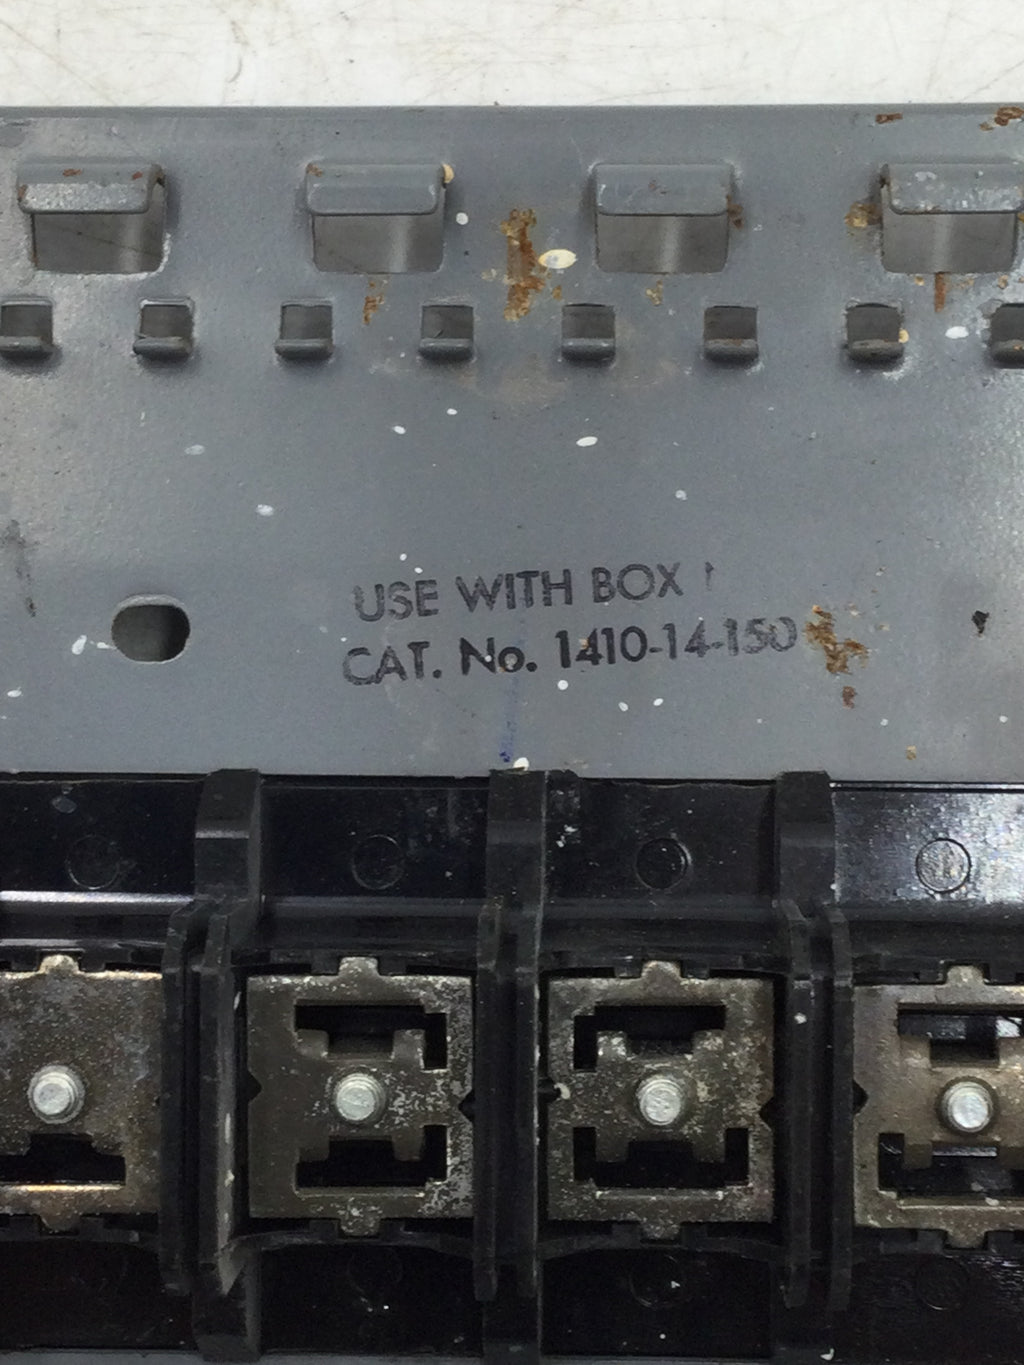 USE WITH BOX
CAT. No. 1410-14-150